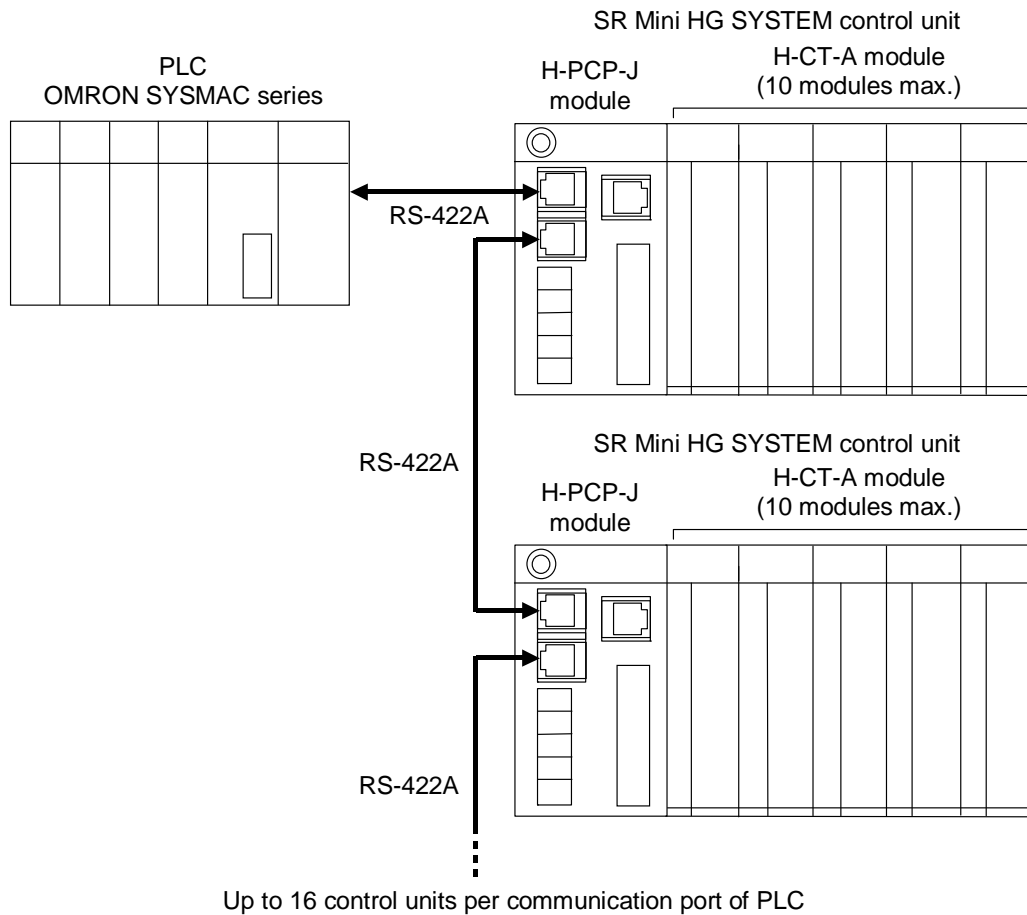 SR Mini HG SYSTEM control unit
PLC
OMRON SYSMAC series
H-PCP-J
module
H-CT-A module
(10 modules max.)
RS-422A
RS-422A
SR Mini HG SYSTEM control unit
H-PCP-J
module
H-CT-A module
(10 modules max.)
RS-422A
Up to 16 control units per communication port of PLC